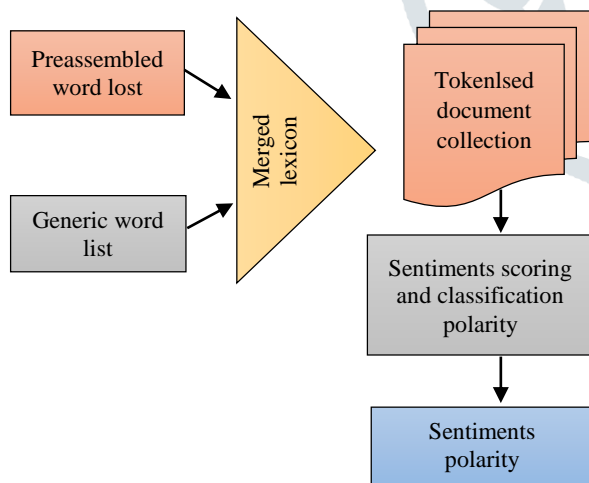 Preassembled
word lost
Generic word
list
Merged
lexicon
Tokenlsed
document
collection
Sentiments scoring
and classification
polarity
Sentiments
polarity